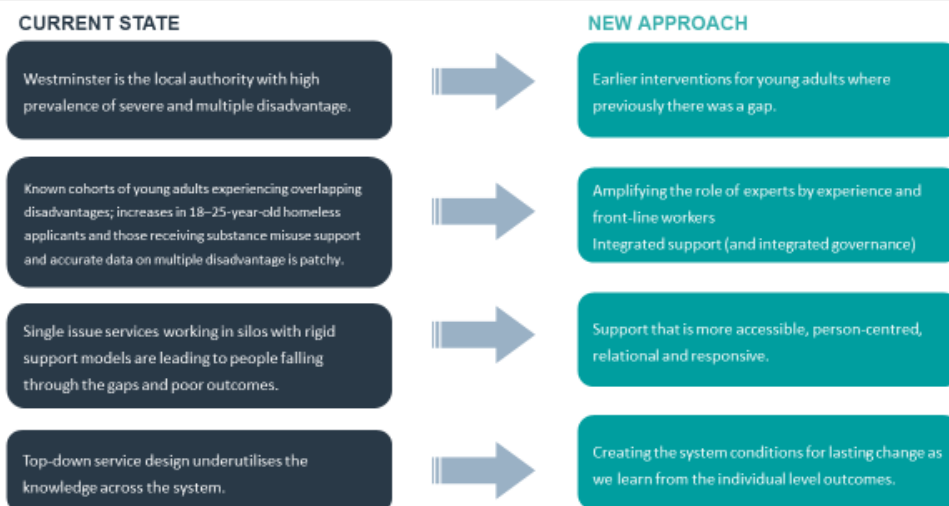 CURRENT STATE
NEW APPROACH
Westminster is the local authority with high
prevalence of severe and multiple disadvantage.
Earlier interventions for young adults where
previously there was a gap.
Known cohorts of young adults experiencing overlapping
disadvantages; increases in 18–25-year-old homeless
applicants and those receiving substance misuse support
and accurate data on multiple disadvantage is patchy.
Amplifying the role of experts by experience and
front-line workers
Integrated support (and integrated governance)
Single issue services working in silos with rigid
support models are leading to people falling
through the gaps and poor outcomes.
Support that is more accessible, person-centred,
relational and responsive.
Top-down service design underutilises the
knowledge across the system.
Creating the system conditions for lasting change as
we learn from the individual level outcomes.